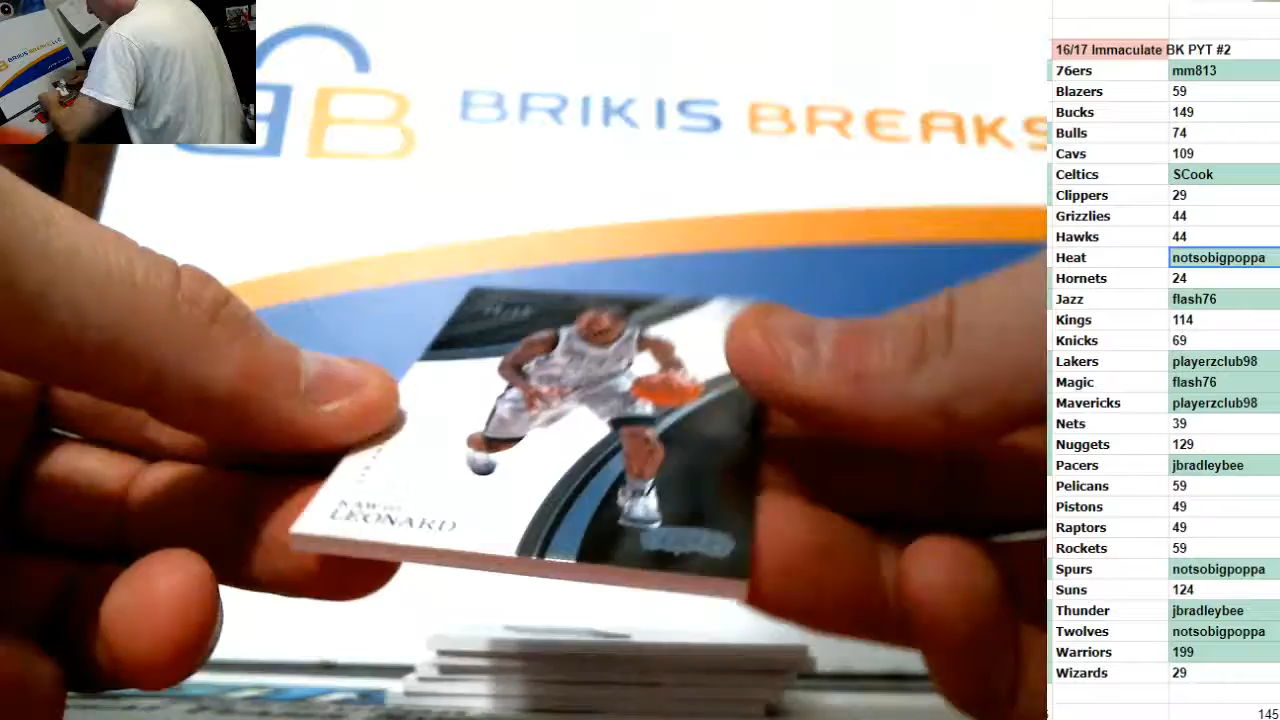 BRIKIS BREAKS
BB
KAWHI
LEONARD
16/17 Immaculate BK PYT #2
76ers mm813
Blazers 59
Bucks 149
Bulls 74
Cavs 109
Celtics SCook
Clippers 29
Grizzlies 44
Hawks 44
Heat notsobigpoppa
Hornets 24
Jazz flash76
Kings 114
Knicks 69
Lakers playerzclub98
Magic flash76
Mavericks playerzclub98
Nets 39
Nuggets 129
Pacers jbradleybee
Pelicans 59
Pistons 49
Raptors 49
Rockets 59
Spurs notsobigpoppa
Suns 124
Thunder jbradleybee
Twolves notsobigpoppa
Warriors 199
Wizards 29
145